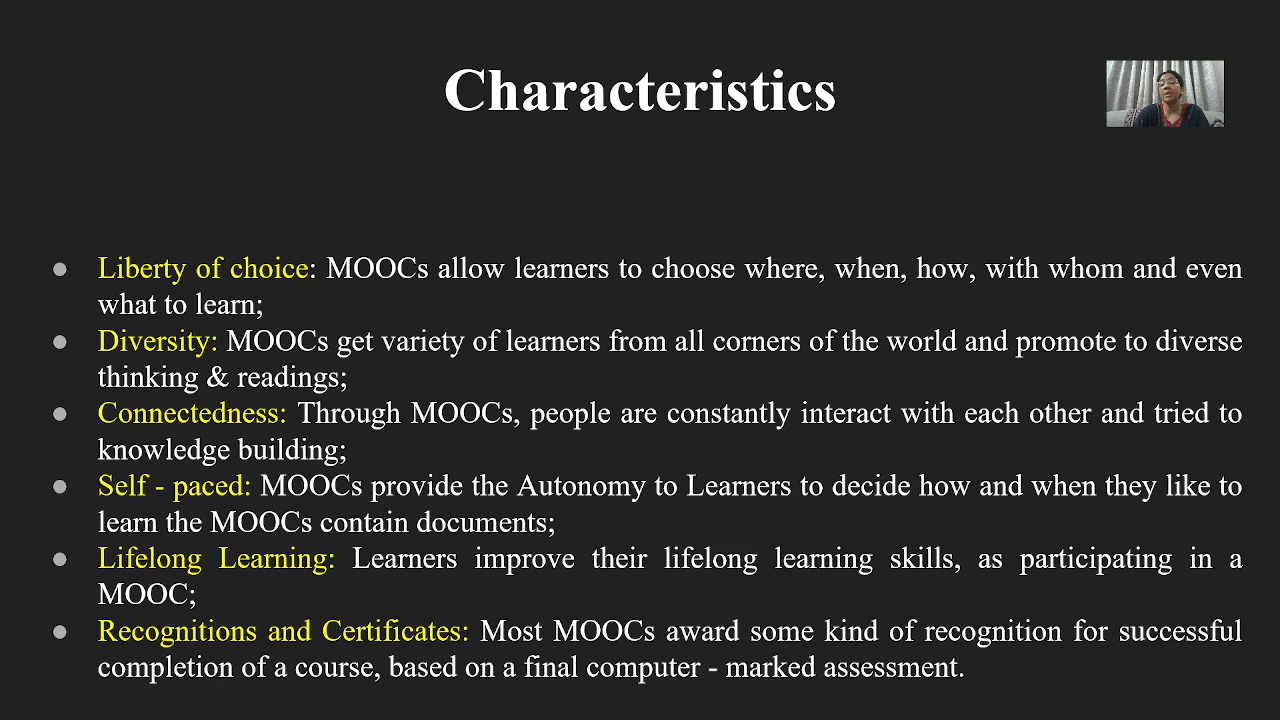 Characteristics
● Liberty of choice: MOOCs allow learners to choose where, when, how, with whom and even
what to learn;
● Diversity: MOOCs get variety of learners from all corners of the world and promote to diverse
thinking & readings;
● Connectedness: Through MOOCs, people are constantly interact with each other and tried to
knowledge building;
● Self - paced: MOOCs provide the Autonomy to Learners to decide how and when they like to
learn the MOOCs contain documents;
● Lifelong Learning: Learners improve their lifelong learning skills, as participating in a
MOOC;
● Recognitions and Certificates: Most MOOCs award some kind of recognition for successful
completion of a course, based on a final computer - marked assessment.